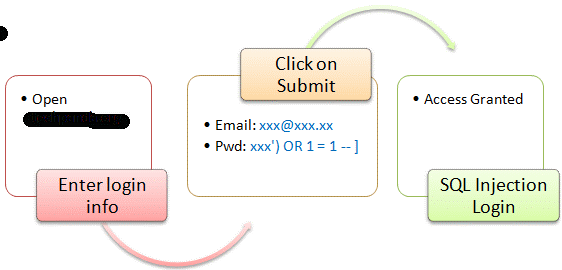 • Open
Enter login
info
Click on
Submit
• Email: xxx@xxx.xx
• Pwd: xxx') OR 1 = 1 -- ]
• Access Granted
SQL Injection
Login